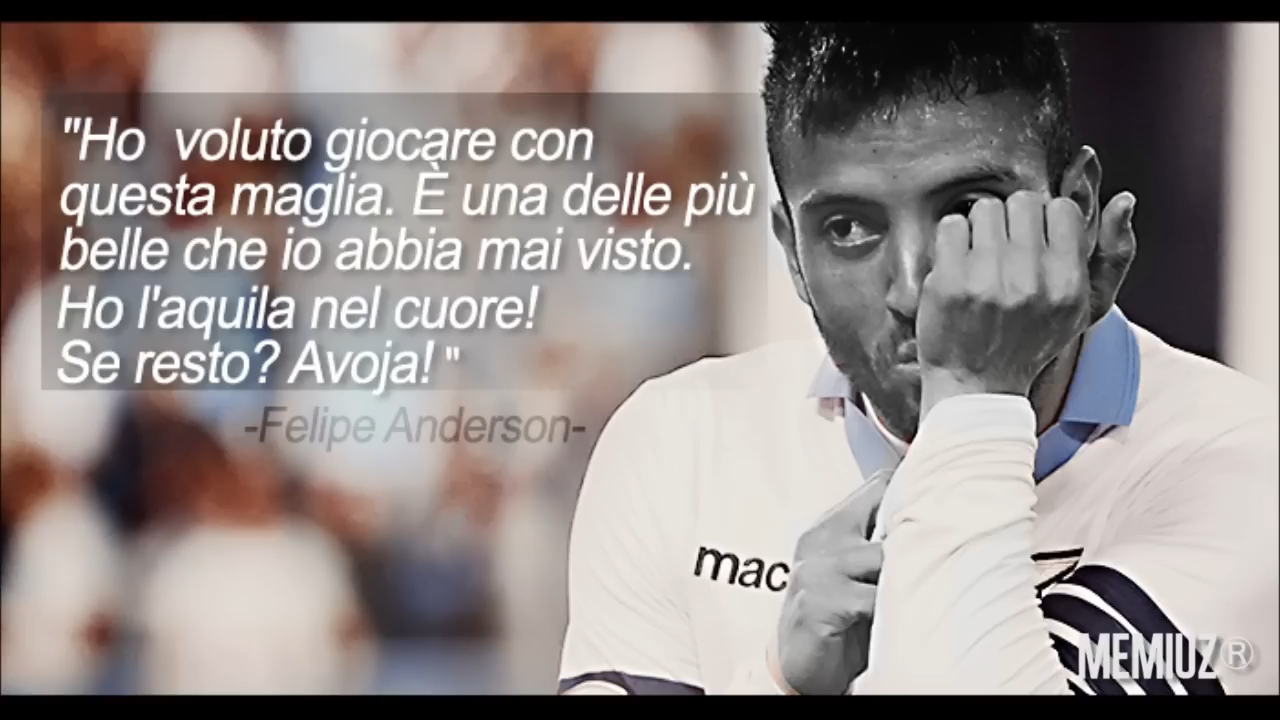 "Ho  voluto giocare con
questa maglia. È una delle più
belle che io abbia mai visto.
Ho l'aquila nel cuore!
Se resto? Avoja! "
-Felipe Anderson-
mac
MEMIUZ®